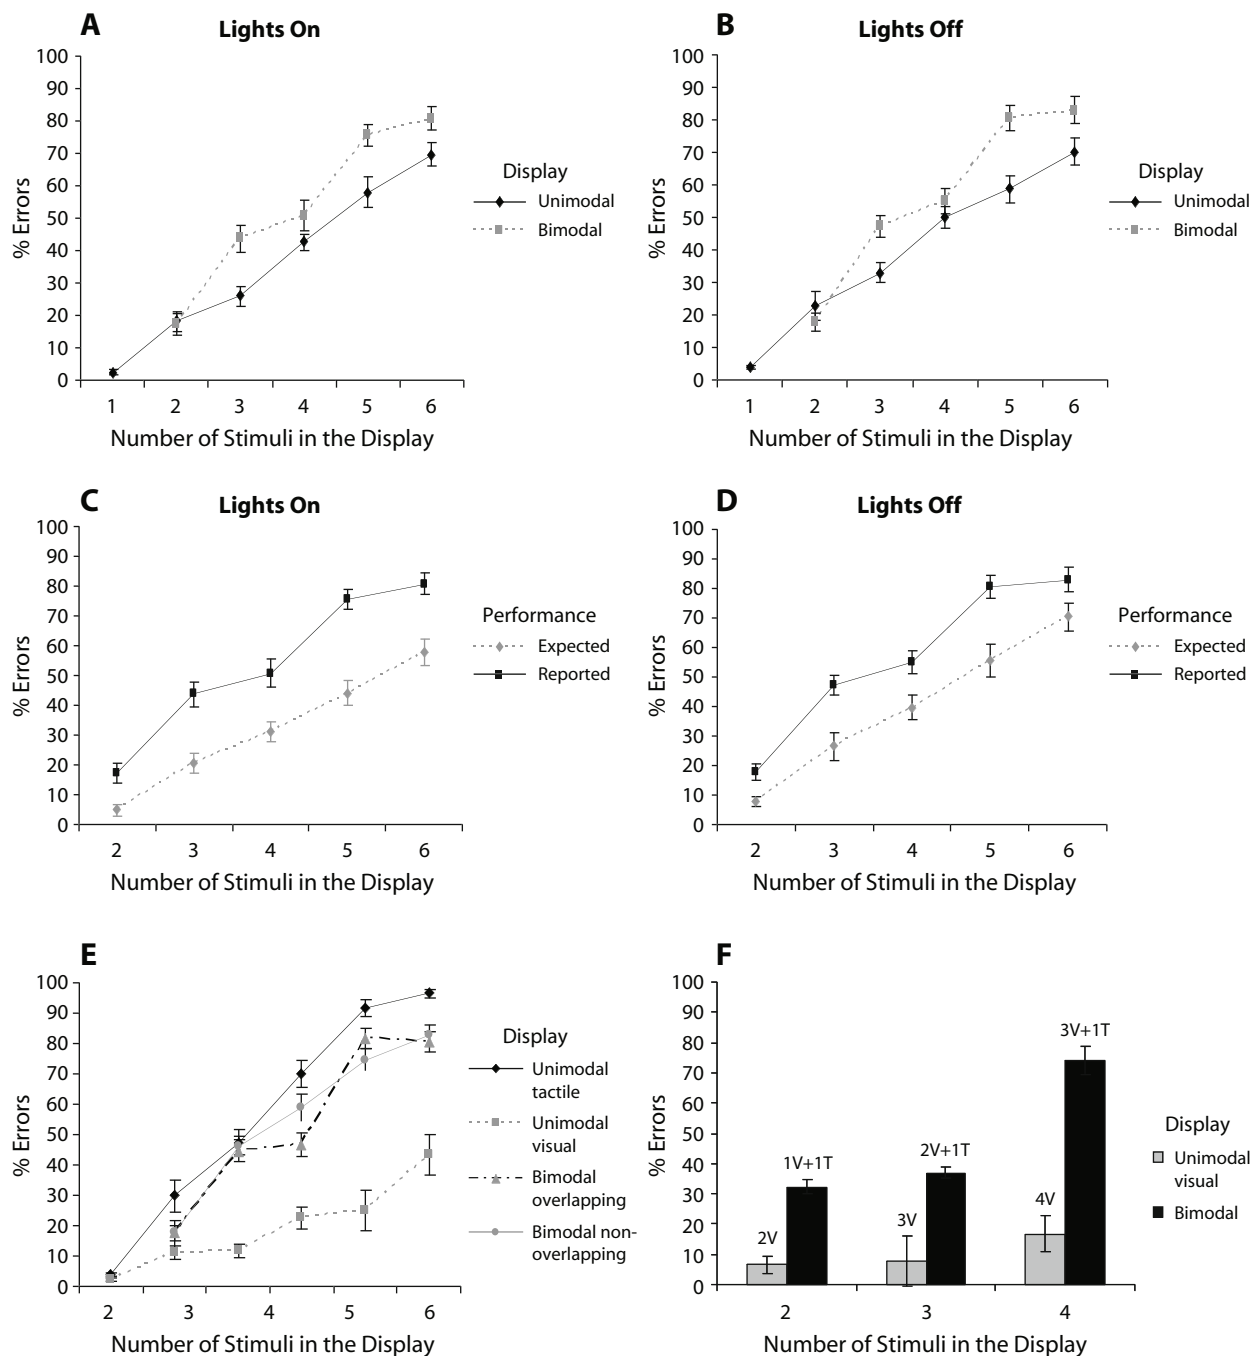 A
Lights On
100
90
80
70
60
50
40
30
20
10
0
% Errors
1 2 3 4 5 6
Number of Stimuli in the Display
Display
Unimodal
Bimodal
B
Lights Off
100
90
80
70
60
50
40
30
20
10
0
% Errors
1 2 3 4 5 6
Number of Stimuli in the Display
Display
Unimodal
Bimodal
C
Lights On
100
90
80
70
60
50
40
30
20
10
0
% Errors
2 3 4 5 6
Number of Stimuli in the Display
Performance
Expected
Reported
D
Lights Off
100
90
80
70
60
50
40
30
20
10
0
% Errors
2 3 4 5 6
Number of Stimuli in the Display
Performance
Expected
Reported
E
100
90
80
70
60
50
40
30
20
10
0
% Errors
2 3 4 5 6
Number of Stimuli in the Display
Display
Unimodal
tactile
Unimodal
visual
Bimodal
overlapping
Bimodal non-
overlapping
F
100
90
80
70
60
50
40
30
20
10
0
% Errors
2V
1V+1T
3V
2V+1T
4V
3V+1T
2 3 4
Number of Stimuli in the Display
Display
Unimodal
visual
Bimodal